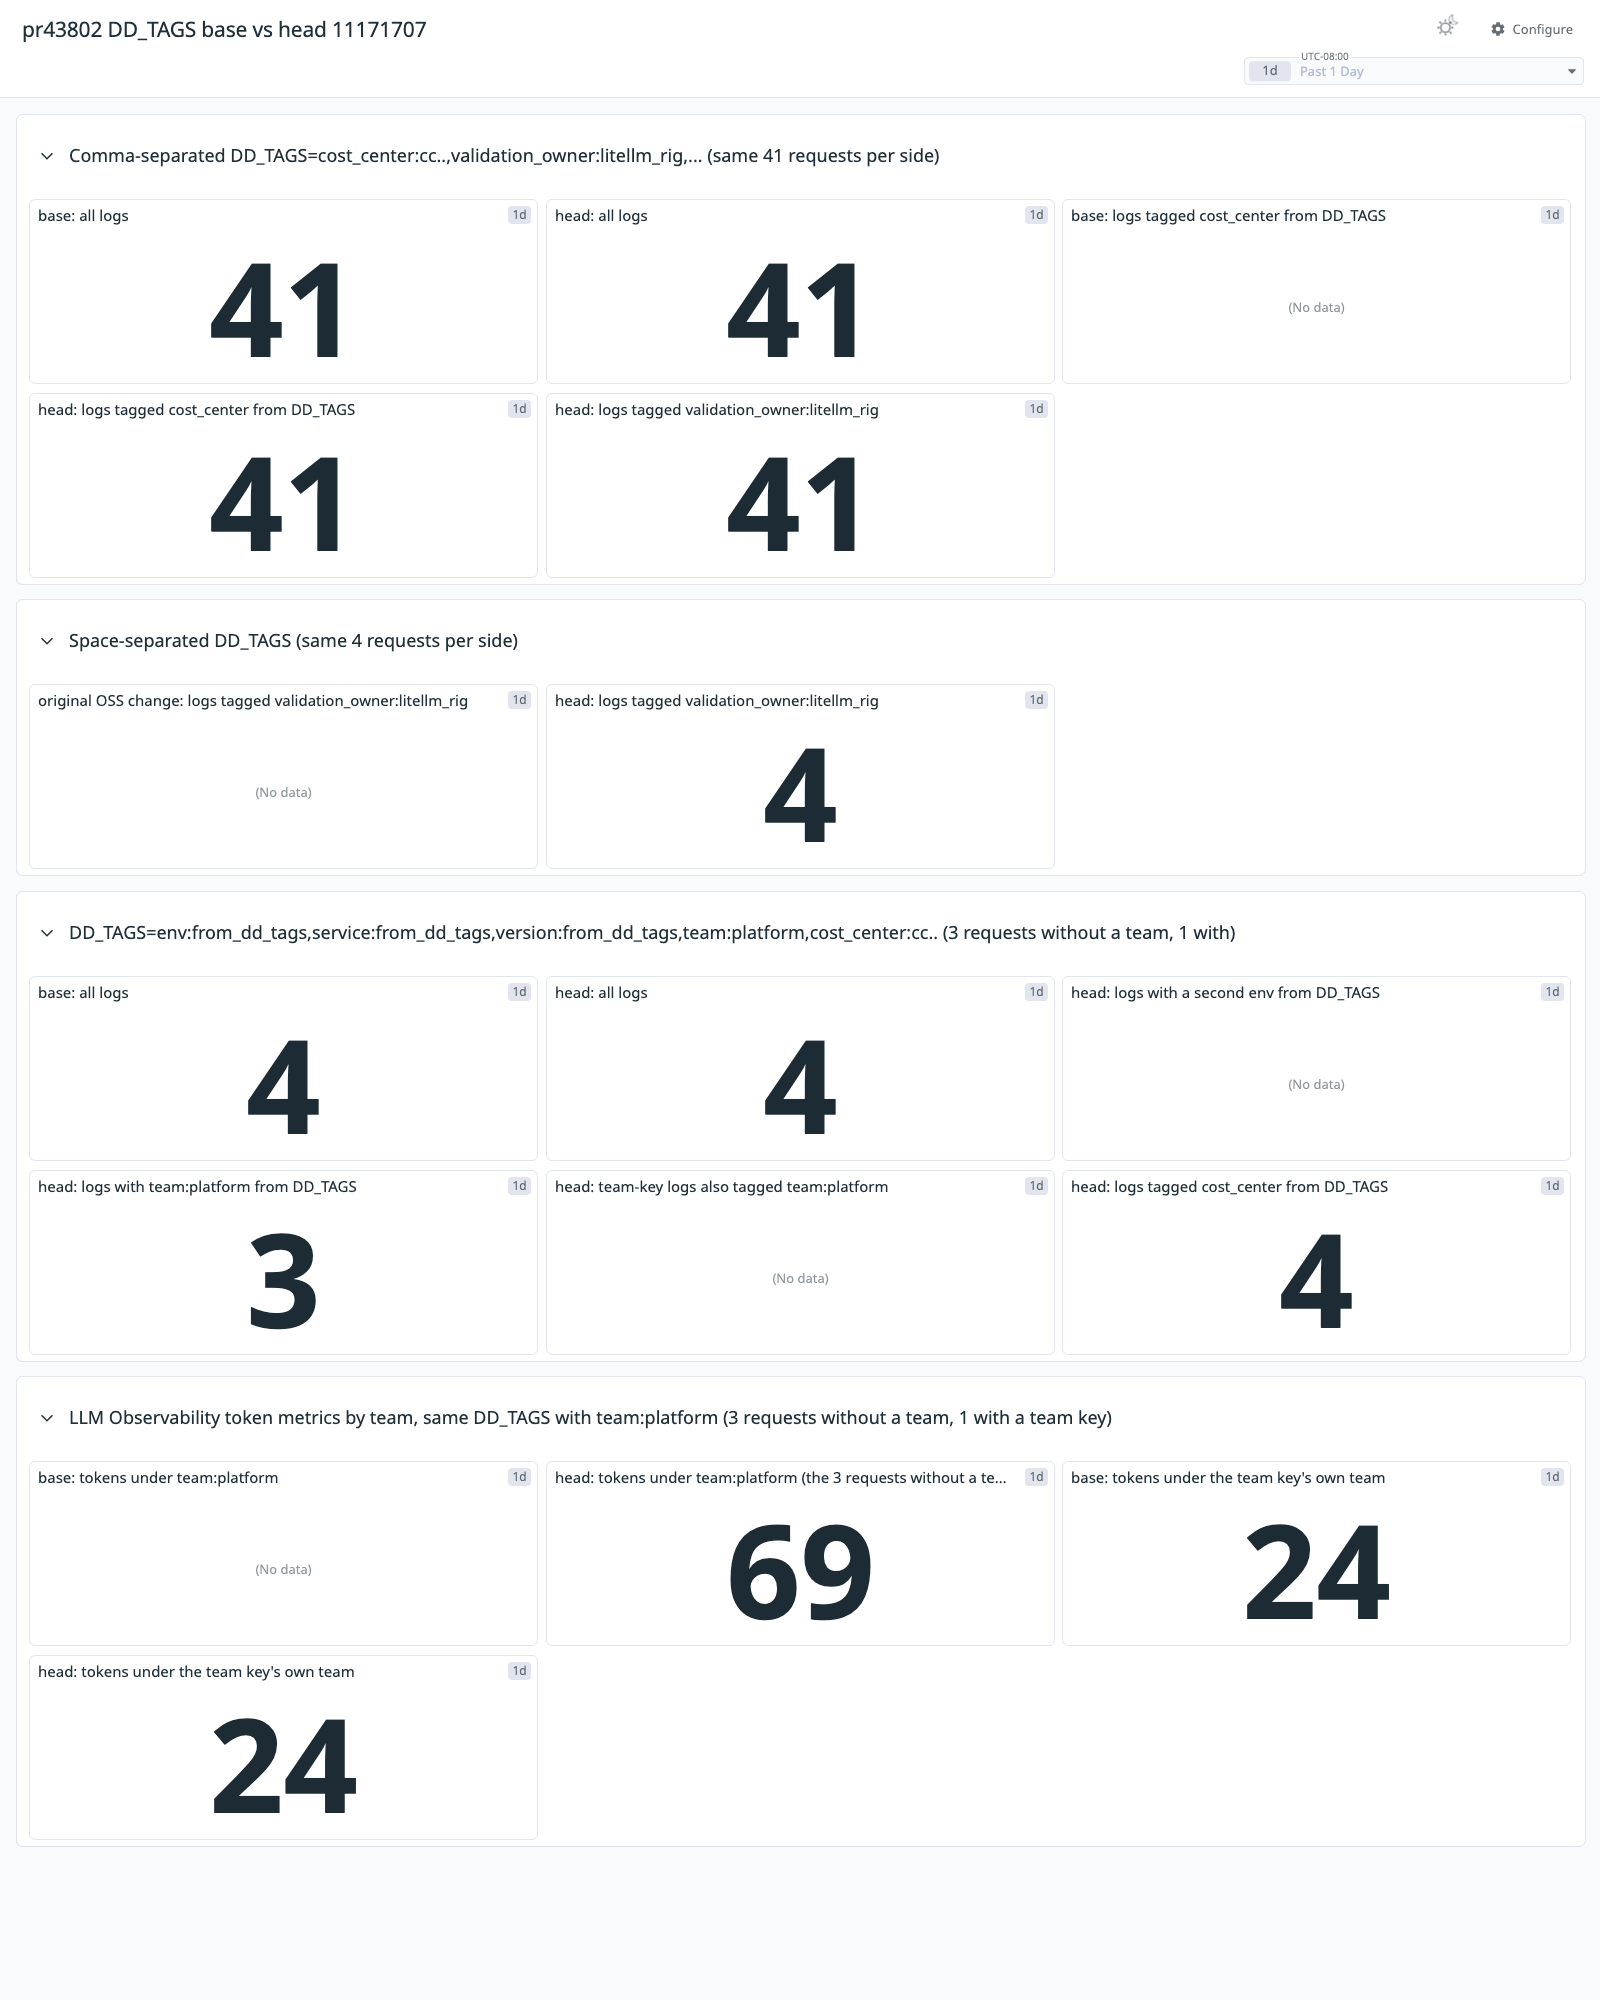 pr43802 DD_TAGS base vs head 11171707
Configure
UTC-08:00
1d Past 1 Day
Comma-separated DD_TAGS=cost_center:cc..,validation_owner:litellm_rig,... (same 41 requests per side)
base: all logs 1d
41
head: all logs 1d
41
base: logs tagged cost_center from DD_TAGS 1d
(No data)
head: logs tagged cost_center from DD_TAGS 1d
41
head: logs tagged validation_owner:litellm_rig 1d
41
Space-separated DD_TAGS (same 4 requests per side)
original OSS change: logs tagged validation_owner:litellm_rig 1d
(No data)
head: logs tagged validation_owner:litellm_rig 1d
4
DD_TAGS=env:from_dd_tags,service:from_dd_tags,version:from_dd_tags,team:platform,cost_center:cc.. (3 requests without a team, 1 with)
base: all logs 1d
4
head: all logs 1d
4
head: logs with a second env from DD_TAGS 1d
(No data)
head: logs with team:platform from DD_TAGS 1d
3
head: team-key logs also tagged team:platform 1d
(No data)
head: logs tagged cost_center from DD_TAGS 1d
4
LLM Observability token metrics by team, same DD_TAGS with team:platform (3 requests without a team, 1 with a team key)
base: tokens under team:platform 1d
(No data)
head: tokens under team:platform (the 3 requests without a te... 1d
69
base: tokens under the team key's own team 1d
24
head: tokens under the team key's own team 1d
24